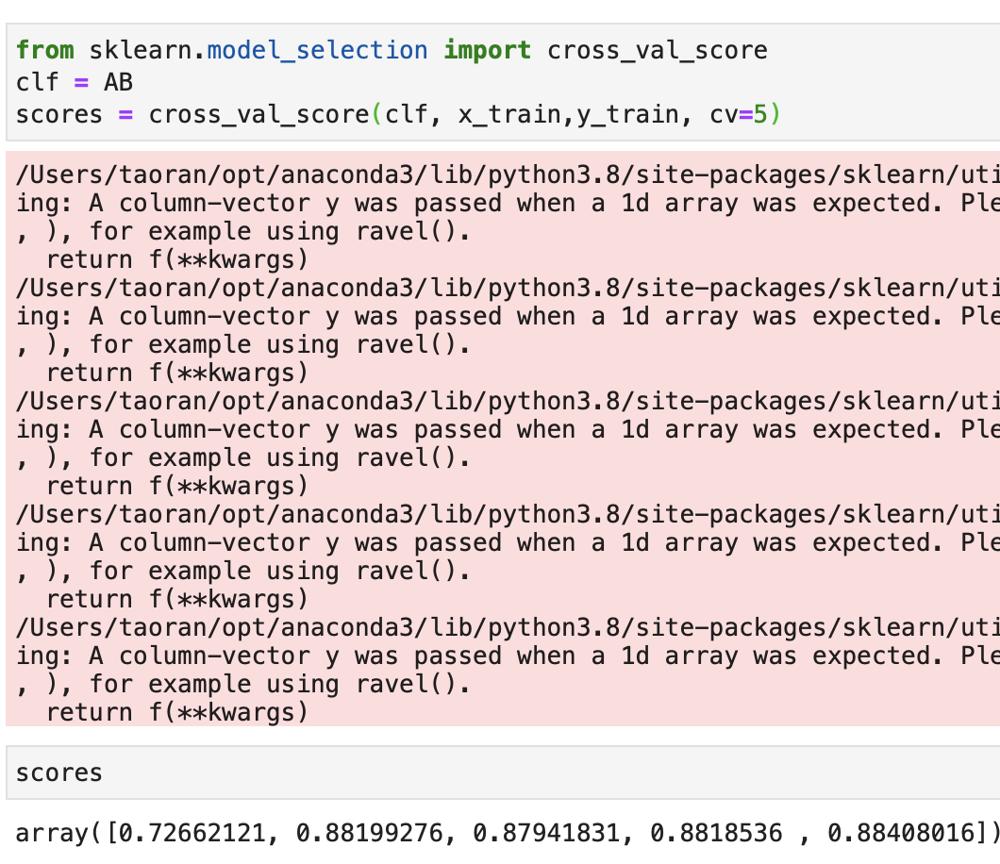 from sklearn.model_selection import cross_val_score
clf = AB
scores = cross_val_score(clf, x_train,y_train, cv=5)
/Users/taoran/opt/anaconda3/lib/python3.8/site-packages/sklearn/uti
ing: A column-vector y was passed when a 1d array was expected. Ple
, ), for example using ravel().
  return f(**kwargs)
/Users/taoran/opt/anaconda3/lib/python3.8/site-packages/sklearn/uti
ing: A column-vector y was passed when a 1d array was expected. Ple
, ), for example using ravel().
  return f(**kwargs)
/Users/taoran/opt/anaconda3/lib/python3.8/site-packages/sklearn/uti
ing: A column-vector y was passed when a 1d array was expected. Ple
, ), for example using ravel().
  return f(**kwargs)
/Users/taoran/opt/anaconda3/lib/python3.8/site-packages/sklearn/uti
ing: A column-vector y was passed when a 1d array was expected. Ple
, ), for example using ravel().
  return f(**kwargs)
/Users/taoran/opt/anaconda3/lib/python3.8/site-packages/sklearn/uti
ing: A column-vector y was passed when a 1d array was expected. Ple
, ), for example using ravel().
  return f(**kwargs)
scores
array([0.72662121, 0.88199276, 0.87941831, 0.8818536 , 0.88408016])